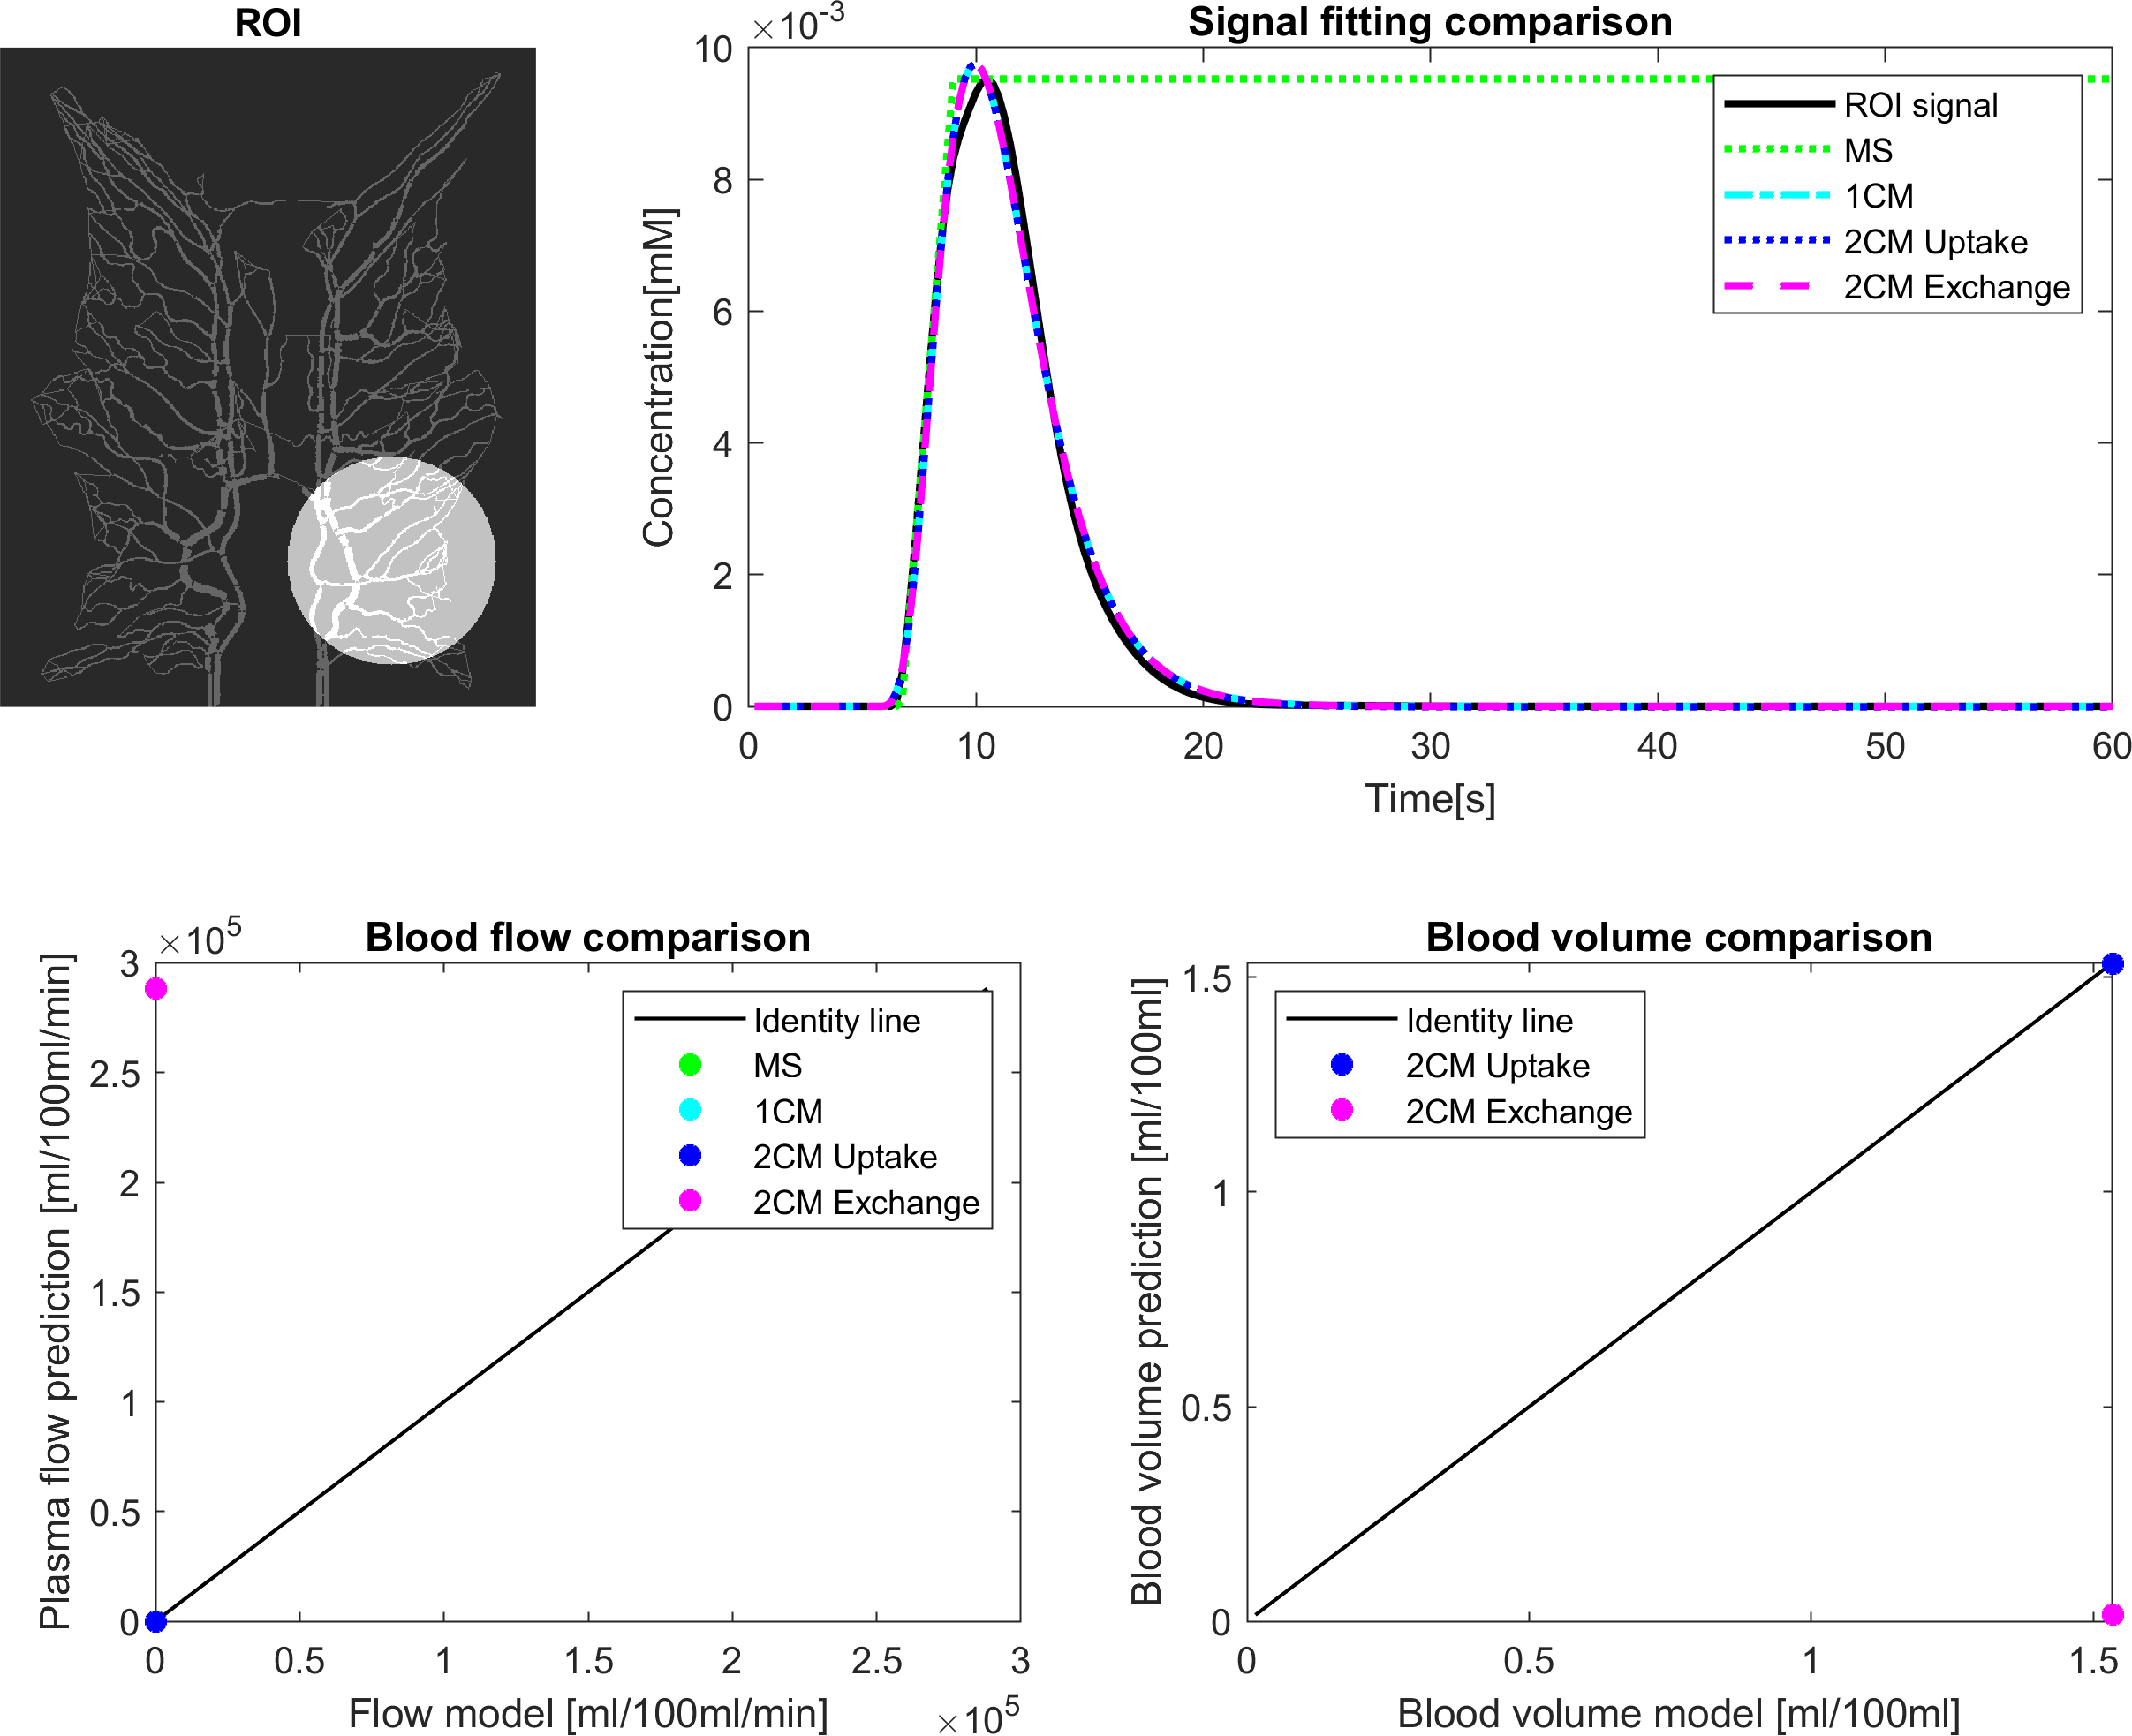 ROI
Signal fitting comparison
×10-3
10
8
6
4
2
0
Concentration[mM]
0 10 20 30 40 50 60
Time[s]
ROI signal
MS
1CM
2CM Uptake
2CM Exchange
Blood flow comparison
×105
3
2.5
2
1.5
1
0.5
0
Plasma flow prediction [ml/100ml/min]
Identity line
MS
1CM
2CM Uptake
2CM Exchange
0 0.5 1 1.5 2 2.5 3
Flow model [ml/100ml/min]
×105
Blood volume comparison
1.5
1
0.5
0
Blood volume prediction [ml/100ml]
Identity line
2CM Uptake
2CM Exchange
0 0.5 1 1.5
Blood volume model [ml/100ml]